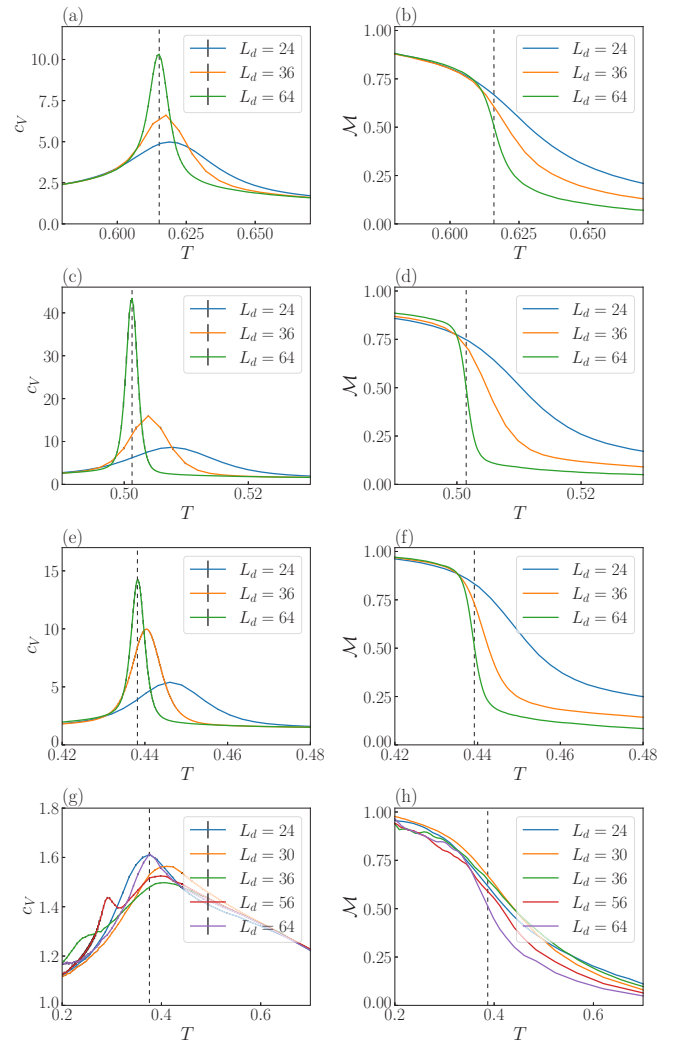 (a)
10.0
7.5
5.0
2.5
0.0
c_V
0.600
0.625
0.650
T
L_d = 24
L_d = 36
L_d = 64
(b)
1.00
0.75
0.50
0.25
0.00
M
0.600
0.625
0.650
T
L_d = 24
L_d = 36
L_d = 64
(c)
40
30
20
10
0
c_V
0.50
0.52
T
L_d = 24
L_d = 36
L_d = 64
(d)
1.00
0.75
0.50
0.25
0.00
M
0.50
0.52
T
L_d = 24
L_d = 36
L_d = 64
(e)
15
10
5
0
c_V
0.42
0.44
0.46
0.48
T
L_d = 24
L_d = 36
L_d = 64
(f)
1.00
0.75
0.50
0.25
0.00
M
0.42
0.44
0.46
0.48
T
L_d = 24
L_d = 36
L_d = 64
(g)
1.8
1.6
1.4
1.2
1.0
c_V
0.2
0.4
0.6
T
L_d = 24
L_d = 30
L_d = 36
L_d = 56
L_d = 64
(h)
1.00
0.75
0.50
0.25
0.00
M
0.2
0.4
0.6
T
L_d = 24
L_d = 30
L_d = 36
L_d = 56
L_d = 64